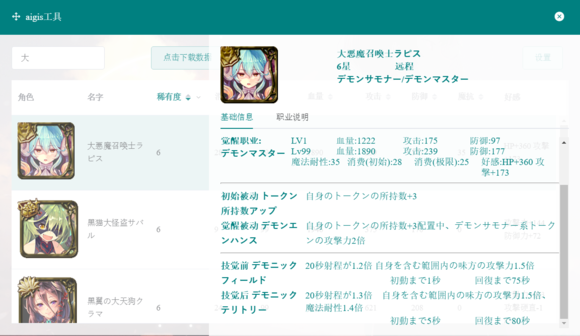 aigis工具
大
点击下载数据
角色
名字
稀有度
大悪魔召喚士ラピス
6
黒猫大怪盗サバル
6
黒翼の大天狗クラマ
6
大悪魔召喚士ラピス
6星 远程
デモンサモナー/デモンマスター
基础信息 职业说明
觉醒职业: LV1 血量:1222 攻击:175 防御:97
デモンマスター Lv99 血量:1890 攻击:239 防御:177
魔法耐性:35 消费(初始):28 消费(极限):25 好感:HP+360 攻撃+173
初始被动 トークン所持数アップ 自身のトークンの所持数+3
觉醒被动 デモンエンハンス 自身のトークンの所持数+3配置中、デモンサモナー系トークンの攻撃力2倍
技觉前 デモニックフィールド 20秒射程が1.2倍 自身を含む範囲内の味方の攻撃力1.5倍
初動まで1秒 回復まで75秒
技觉后 デモニックテリトリー 20秒射程が1.3倍 自身を含む範囲内の味方の攻撃力1.5倍、魔法耐性1.4倍
初動まで5秒 回復まで80秒